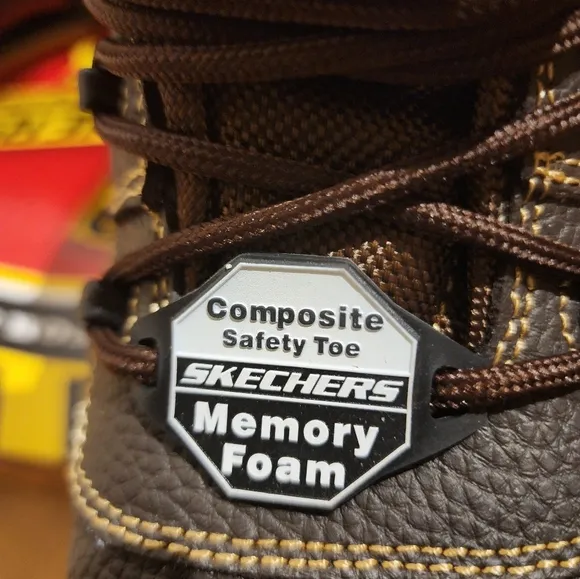 Composite
Safety Toe
SKECHERS
Memory
Foam